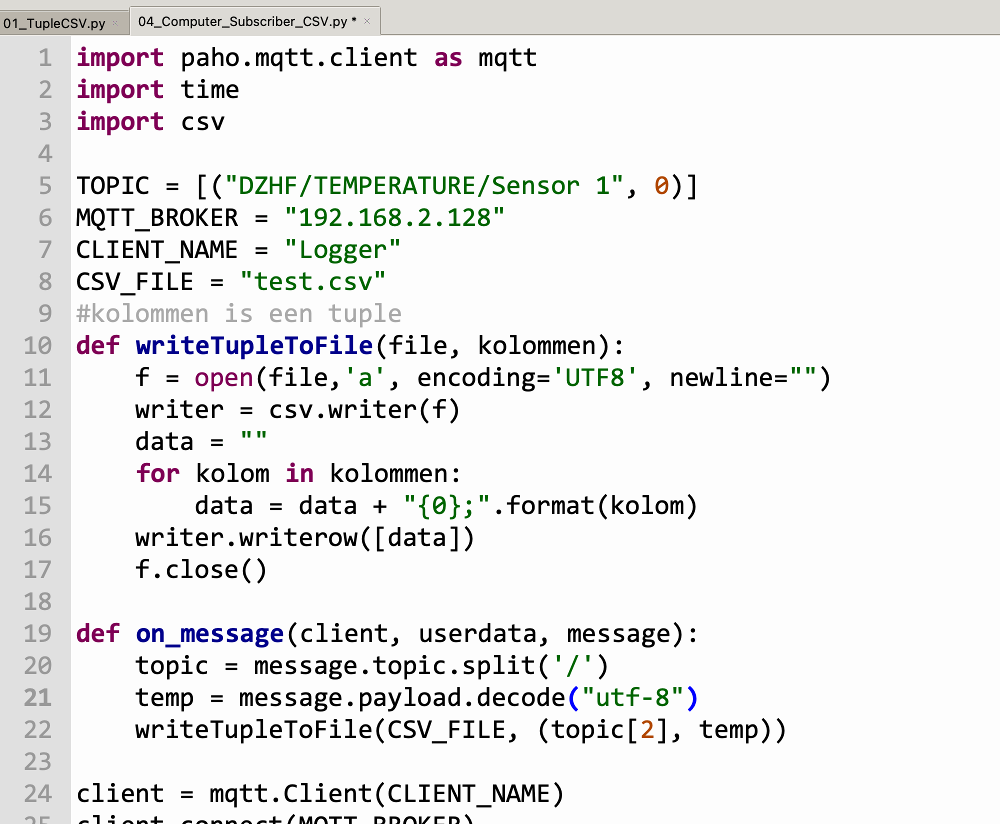 01_TupleCSV.py ×
04_Computer_Subscriber_CSV.py * ×
1 import paho.mqtt.client as mqtt
2 import time
3 import csv
4
5 TOPIC = [("DZHF/TEMPERATURE/Sensor 1", 0)]
6 MQTT_BROKER = "192.168.2.128"
7 CLIENT_NAME = "Logger"
8 CSV_FILE = "test.csv"
9 #kolommen is een tuple
10 def writeTupleToFile(file, kolommen):
11     f = open(file,'a', encoding='UTF8', newline="")
12     writer = csv.writer(f)
13     data = ""
14     for kolom in kolommen:
15         data = data + "{0};".format(kolom)
16     writer.writerow([data])
17     f.close()
18
19 def on_message(client, userdata, message):
20     topic = message.topic.split('/')
21     temp = message.payload.decode("utf-8")
22     writeTupleToFile(CSV_FILE, (topic[2], temp))
23
24 client = mqtt.Client(CLIENT_NAME)
25 client.connect(MQTT_BROKER)